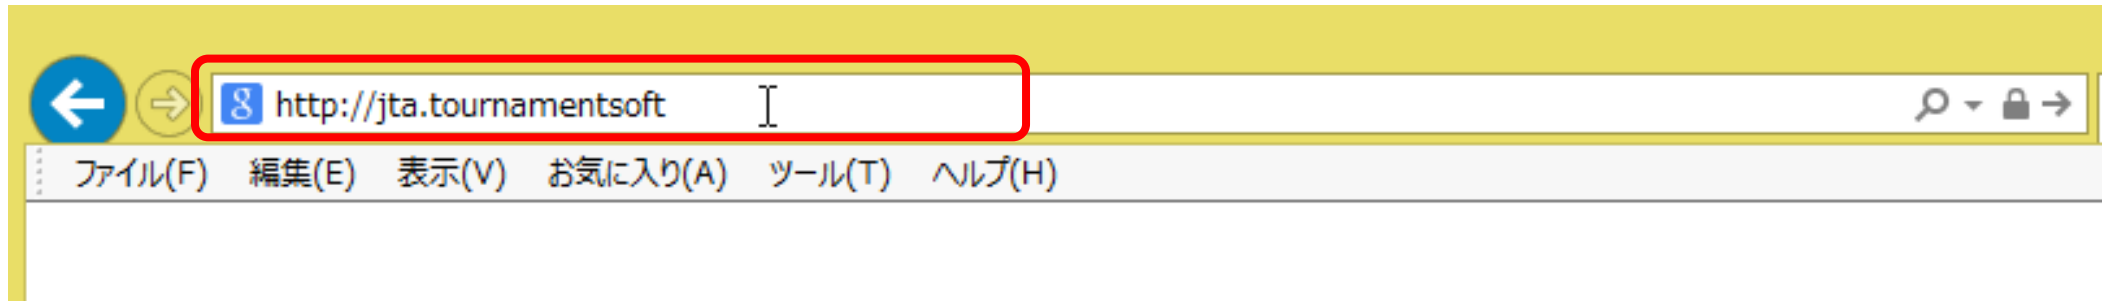 http://jta.tournamentsoft
ファイル(F) 編集(E) 表示(V) お気に入り(A) ツール(T) ヘルプ(H)